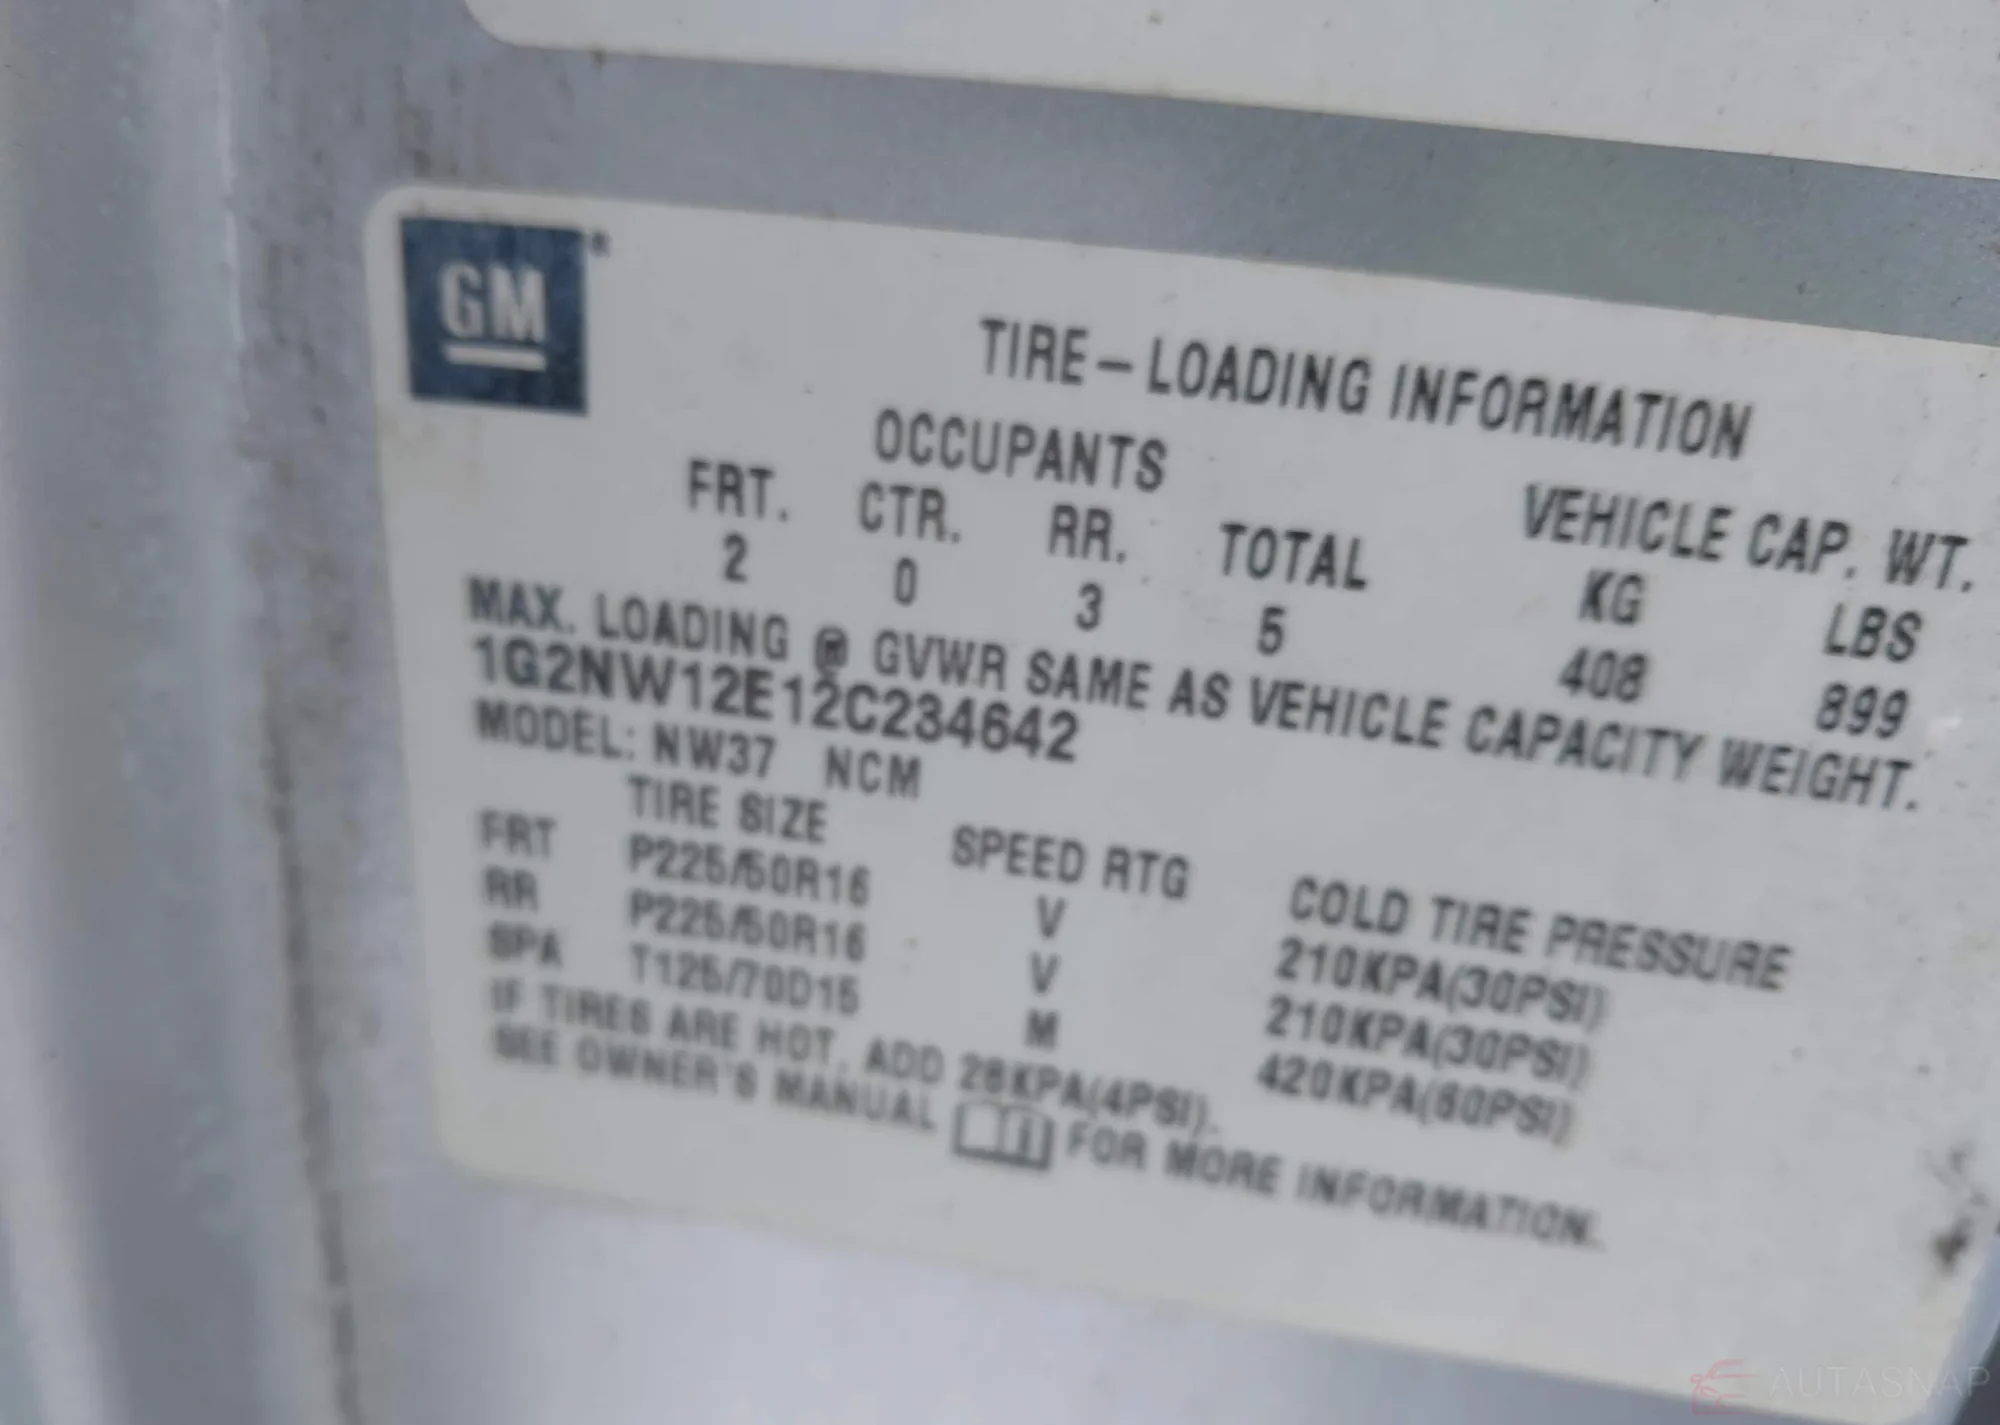 GM
TIRE – LOADING INFORMATION
OCCUPANTS VEHICLE CAP. WT.
FRT. CTR. RR. TOTAL KG LBS
2 0 3 5 408 899
MAX. LOADING @ GVWR SAME AS VEHICLE CAPACITY WEIGHT.
1G2NW12E12C234642
MODEL: NW37 NCM
TIRE SIZE SPEED RTG COLD TIRE PRESSURE
FRT P225/50R16 V 210KPA(30PSI)
RR P225/50R16 V 210KPA(30PSI)
SPA T125/70D15 M 420KPA(60PSI)
IF TIRES ARE HOT, ADD 28KPA(4PSI).
SEE OWNER'S MANUAL FOR MORE INFORMATION.
AUTASNAP